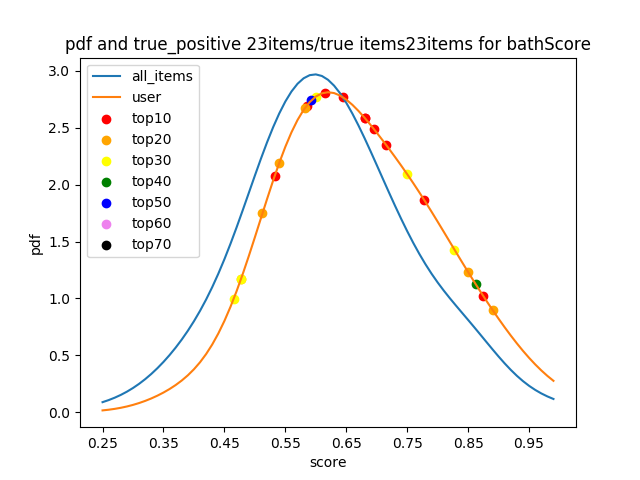 pdf and true_positive 23items/true items23items for bathScore
all_items
user
top10
top20
top30
top40
top50
top60
top70
pdf
3.0
2.5
2.0
1.5
1.0
0.5
0.0
0.25 0.35 0.45 0.55 0.65 0.75 0.85 0.95
score